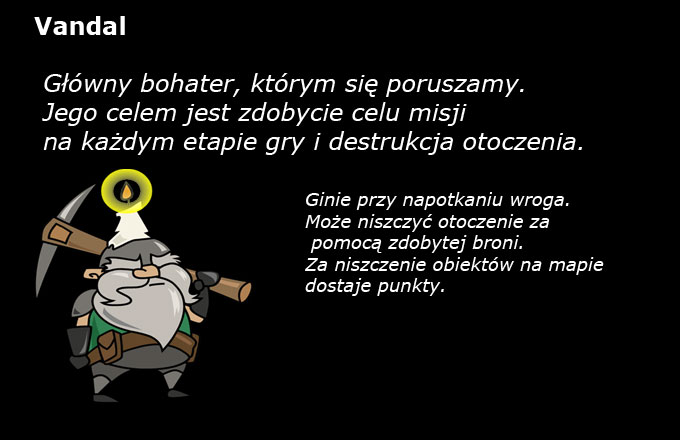 Vandal
Główny bohater, którym się poruszamy.
Jego celem jest zdobycie celu misji
na każdym etapie gry i destrukcja otoczenia.
Ginie przy napotkaniu wroga.
Może niszczyć otoczenie za
pomocą zdobytej broni.
Za niszczenie obiektów na mapie
dostaje punkty.